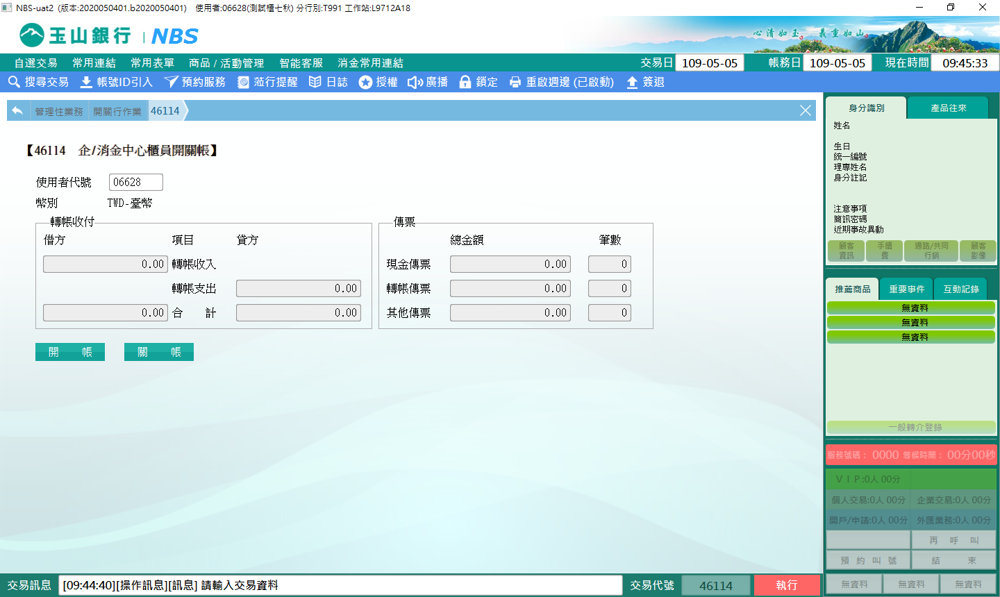 NBS-uat2 (版本:2020050401.b2020050401) 使用者:06628(測試櫃七秋) 分行別:T991 工作站:L9712A18
玉山銀行 | NBS
心清如玉。義重如山。
自選交易 常用連結 常用表單 商品 / 活動管理 智能客服 消金常用連結 交易日 109-05-05 帳務日 109-05-05 現在時間 09:45:33
搜尋交易 帳號ID引入 預約服務 蒞行提醒 日誌 授權 廣播 鎖定 重啟週邊 (已啟動) 簽退
管理性業務 開關行作業 46114
【46114 企/消金中心櫃員開關帳】
使用者代號 06628
幣別 TWD-臺幣
轉帳收付
借方 項目 貸方
0.00 轉帳收入
轉帳支出 0.00
0.00 合 計 0.00
傳票
總金額 筆數
現金傳票 0.00 0
轉帳傳票 0.00 0
其他傳票 0.00 0
開 帳 關 帳
身分識別 產品往來
姓名
生日
統一編號
理專姓名
身分註記
注意事項
簡訊密碼
近期事故異動
顧客資訊 手續費 通路/共同行銷 顧客影像
推薦商品 重要事件 互動記錄
無資料
無資料
無資料
一般轉介登錄
服務號碼: 0000 等候時間: 00分00秒
VIP:0人 00分
個人交易:0人 00分 企業交易:0人 00分
開戶/申請:0人 00分 外匯業務:0人 00分
再 呼 叫
預 約 叫 號 結 束
無資料 無資料 無資料
交易訊息 [09:44:40][操作訊息][訊息] 請輸入交易資料 交易代號 46114 執行